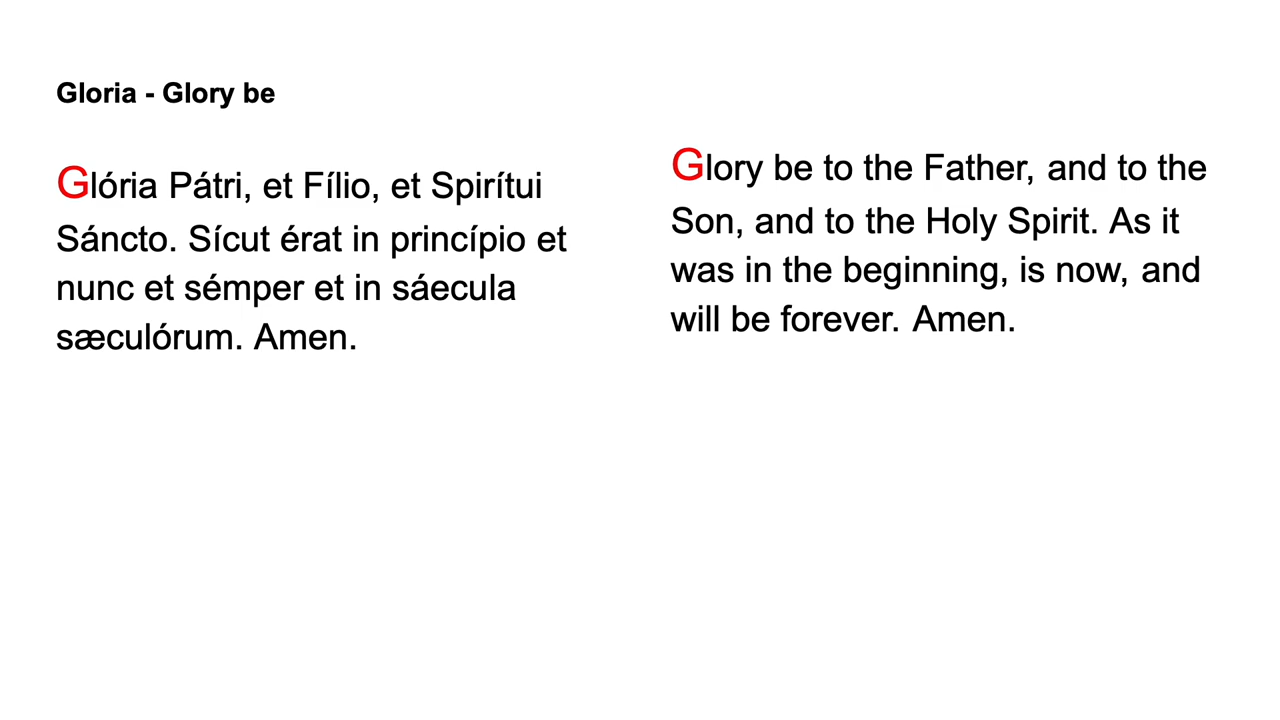 Gloria - Glory be
Glória Pátri, et Fílio, et Spirítui
Sáncto. Sícut érat in princípio et
nunc et sémper et in sáecula
sæculórum. Amen.
Glory be to the Father, and to the
Son, and to the Holy Spirit. As it
was in the beginning, is now, and
will be forever. Amen.